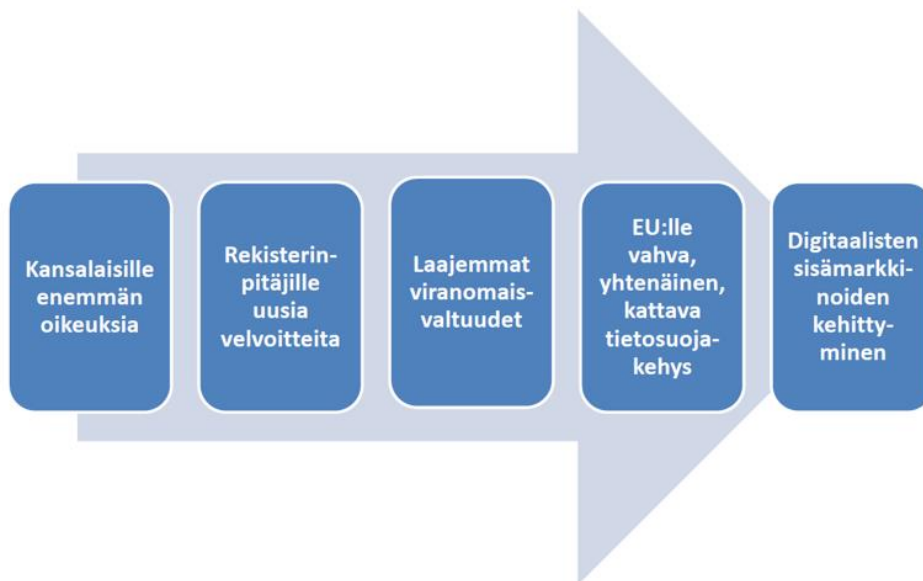 Kansalaisille
enemmän
oikeuksia
Rekisterin-
pitäjille
uusia
velvoitteita
Laajemmat
viranomais-
valtuudet
EU:lle
vahva,
yhtenäinen,
kattava
tietosuoja-
kehys
Digitaalisten
sisämarkki-
noiden
kehitty-
minen